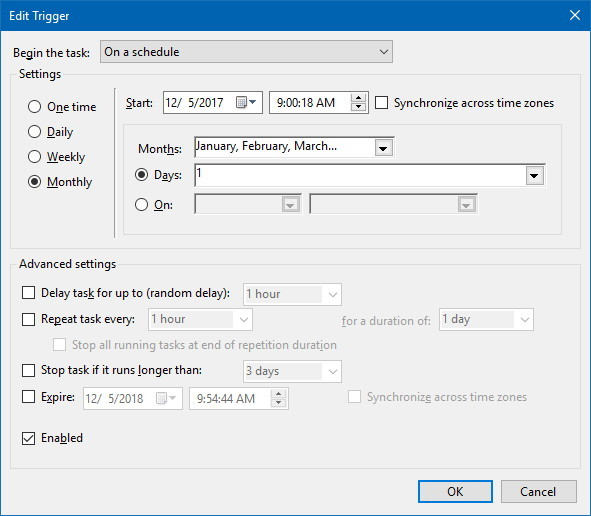 Edit Trigger
Begin the task: On a schedule
Settings
One time
Daily
Weekly
Monthly
Start: 12/ 5/2017 9:00:18 AM Synchronize across time zones
Months: January, February, March...
Days: 1
On:
Advanced settings
Delay task for up to (random delay): 1 hour
Repeat task every: 1 hour for a duration of: 1 day
Stop all running tasks at end of repetition duration
Stop task if it runs longer than: 3 days
Expire: 12/ 5/2018 9:54:44 AM Synchronize across time zones
Enabled
OK Cancel